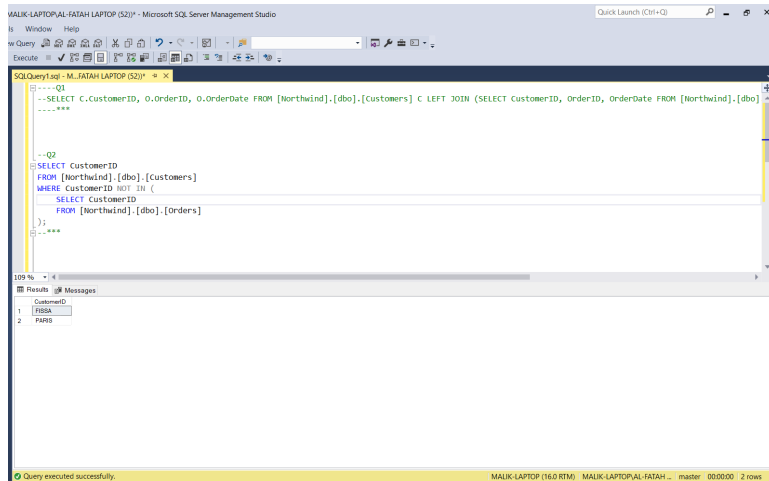 MALIK-LAPTOP\AL-FATAH LAPTOP (52))* - Microsoft SQL Server Management Studio
Quick Launch (Ctrl+Q)
ls Window Help
ew Query
Execute
SQLQuery1.sql - M...FATAH LAPTOP (52))*
----Q1
--SELECT C.CustomerID, O.OrderID, O.OrderDate FROM [Northwind].[dbo].[Customers] C LEFT JOIN (SELECT CustomerID, OrderID, OrderDate FROM [Northwind].[dbo]
----***
--Q2
SELECT CustomerID
FROM [Northwind].[dbo].[Customers]
WHERE CustomerID NOT IN (
SELECT CustomerID
FROM [Northwind].[dbo].[Orders]
);
--***
109 %
Results Messages
CustomerID
1 FISSA
2 PARIS
Query executed successfully.
MALIK-LAPTOP (16.0 RTM) MALIK-LAPTOP\AL-FATAH ... master 00:00:00 2 rows